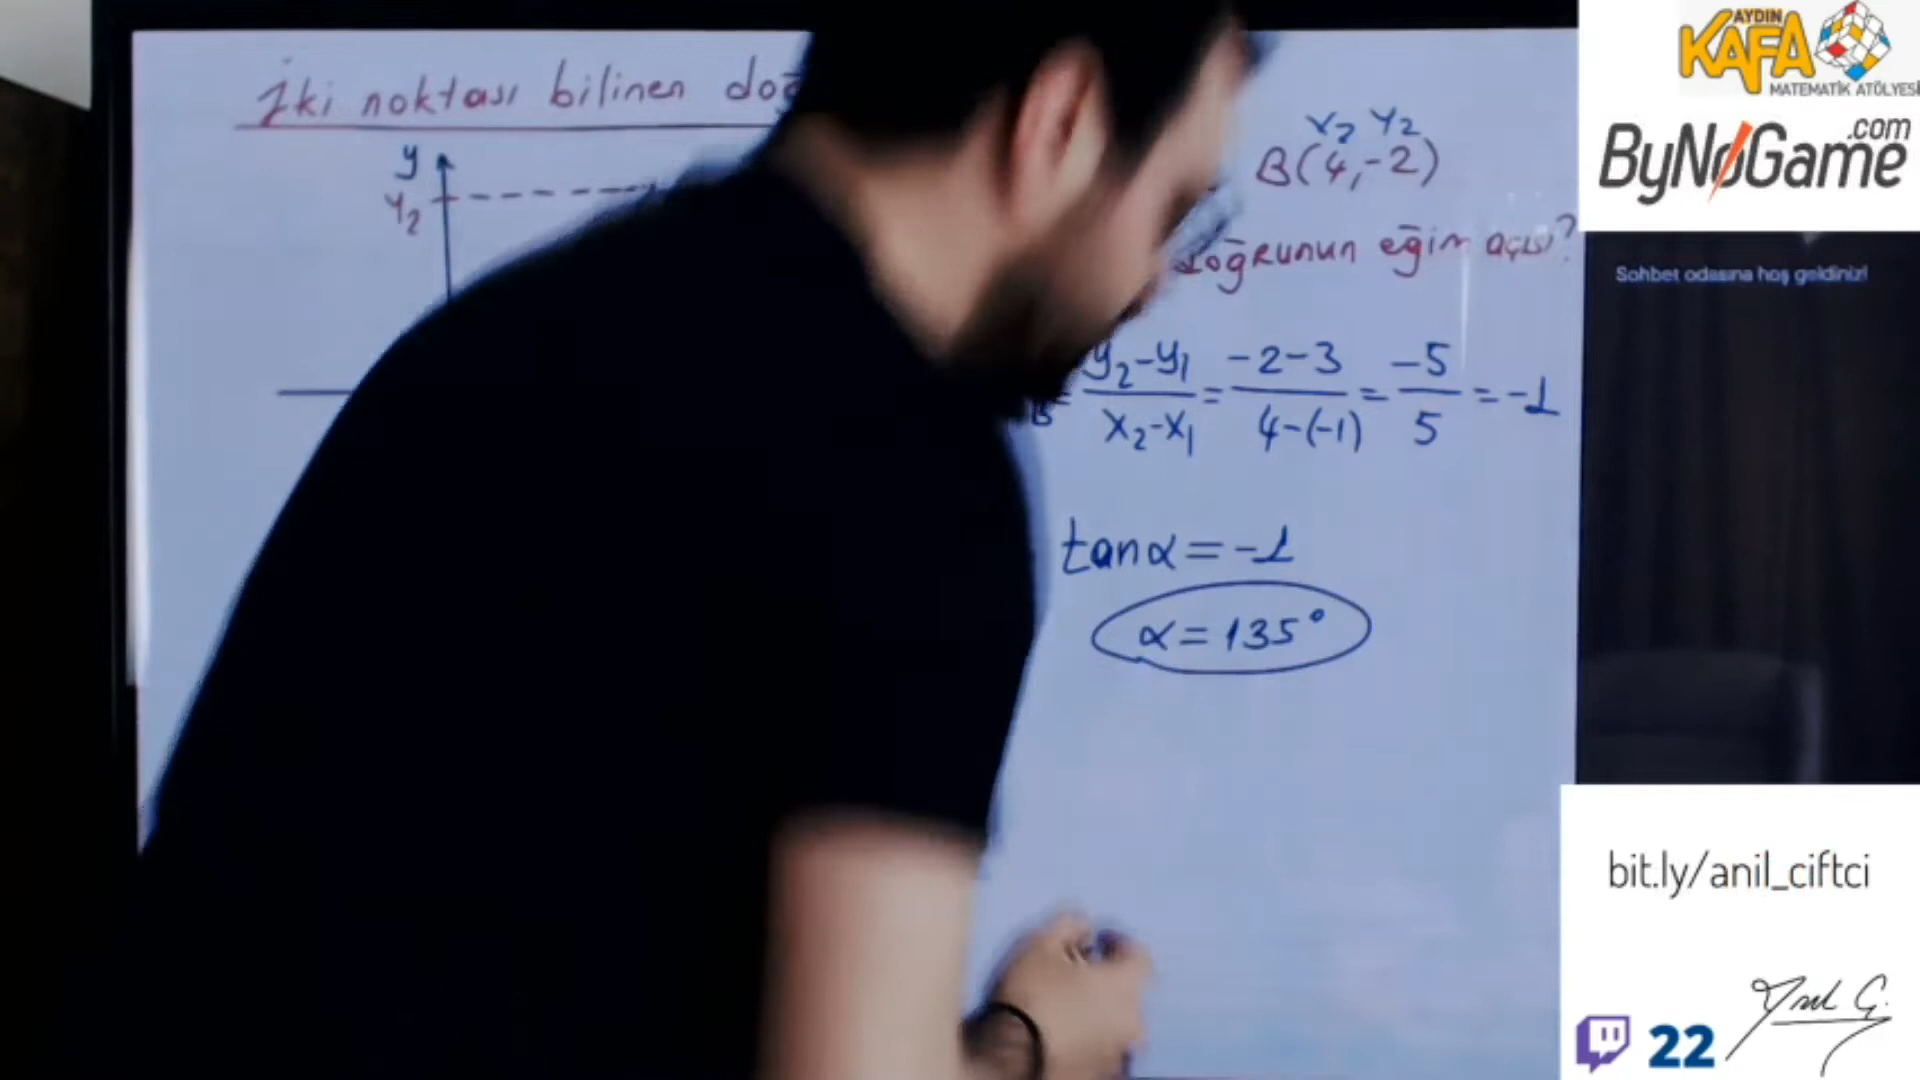 İki noktası bilinen
y
y₂
x₂ y₂
B(4,-2)
doğrunun eğim açısı?
= y₂-y₁ / x₂-x₁ = -2-3 / 4-(-1) = -5 / 5 = -1
tanα = -1
α = 135°
AYDIN
KAFA
MATEMATİK ATÖLYESİ
ByNoGame.com
Sohbet odasına hoş geldiniz!
bit.ly/anil_ciftci
22